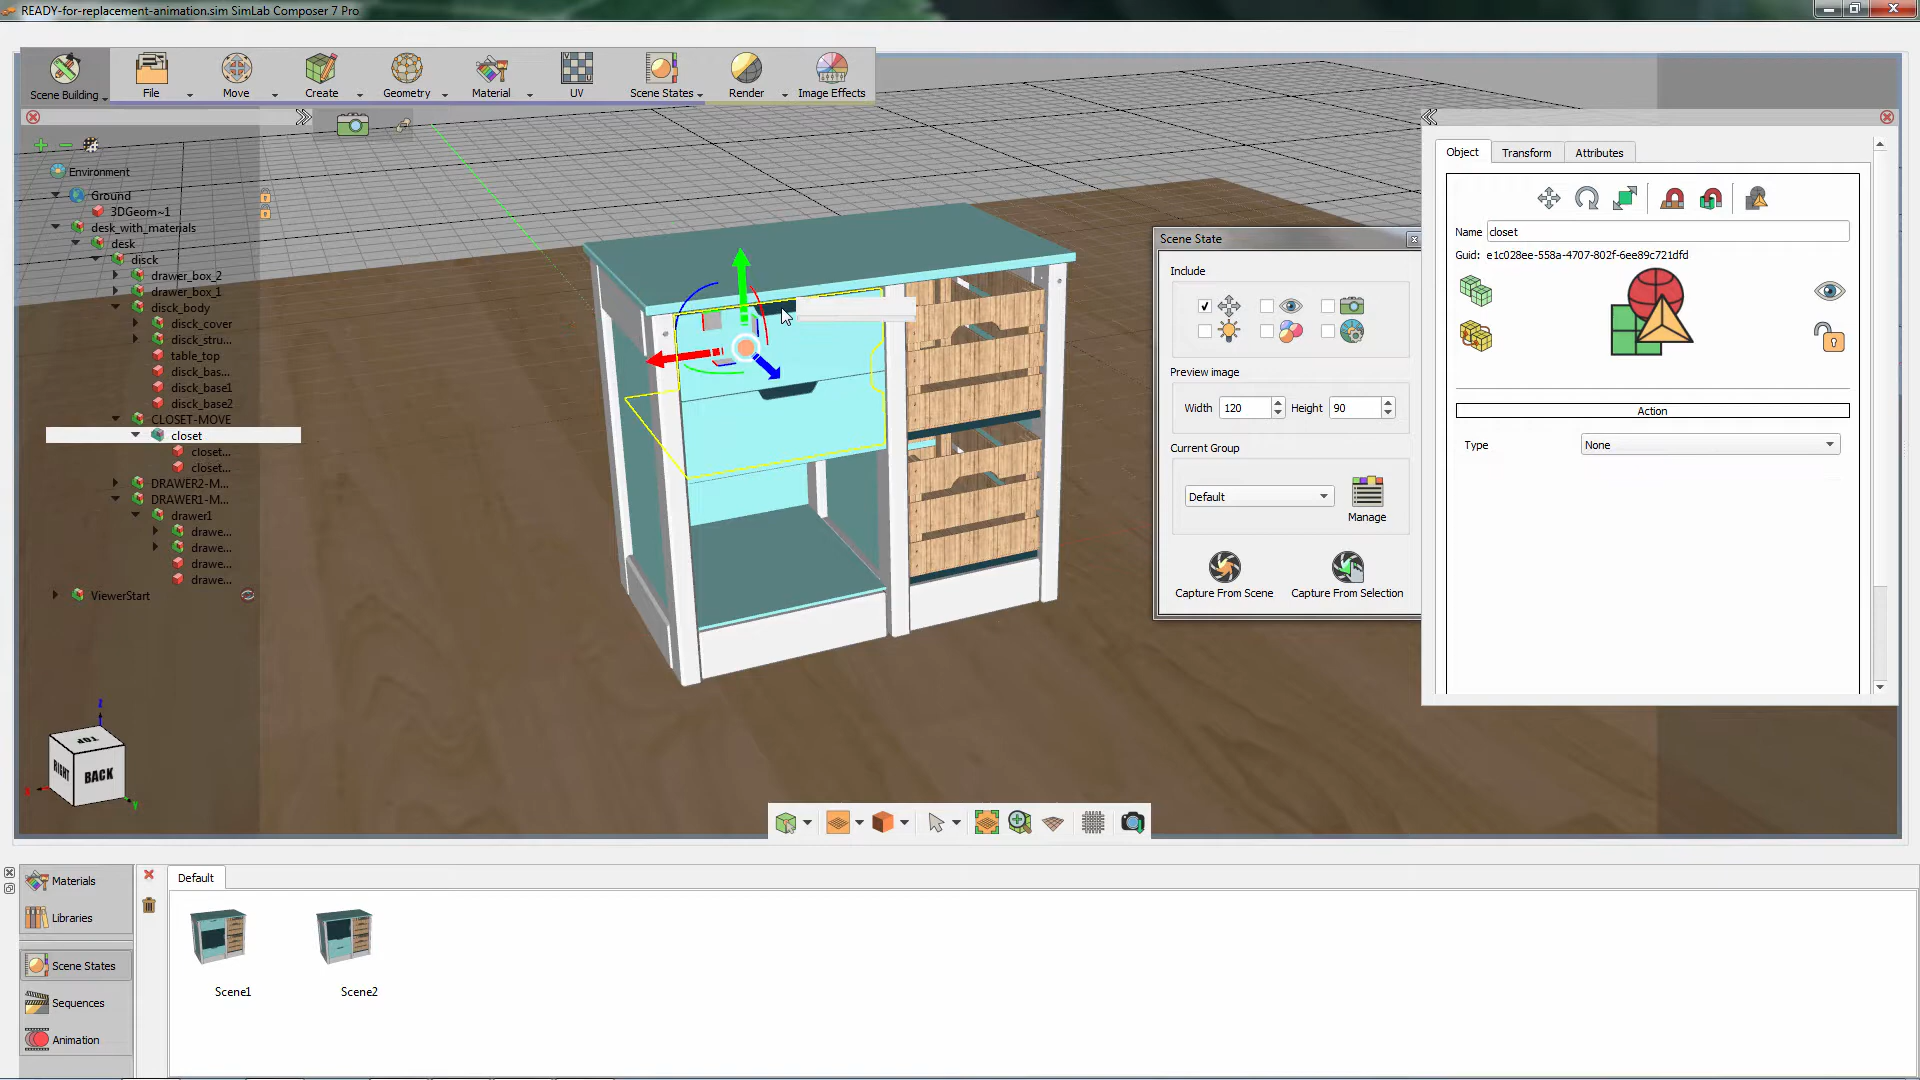 READY-for-replacement-animation.sim SimLab Composer 7 Pro
Scene Building
File
Move
Create
Geometry
Material
UV
Scene States
Render
Image Effects
Environment
Ground
3DGeom~1
desk_with_materials
desk
disck
drawer_box_2
drawer_box_1
disck_body
disck_cover
disck_stru...
table_top
disck_bas...
disck_base1
disck_base2
CLOSET-MOVE
closet
closet...
closet...
DRAWER2-M...
DRAWER1-M...
drawer1
drawe...
drawe...
drawe...
drawe...
ViewerStart
TOP
RIGHT
BACK
Scene State
Include
Preview image
Width 120 Height 90
Current Group
Default
Manage
Capture From Scene
Capture From Selection
Object
Transform
Attributes
Name closet
Guid: e1c028ee-558a-4707-802f-6ee89c721dfd
Action
Type None
Materials
Libraries
Scene States
Sequences
Animation
Default
Scene1
Scene2